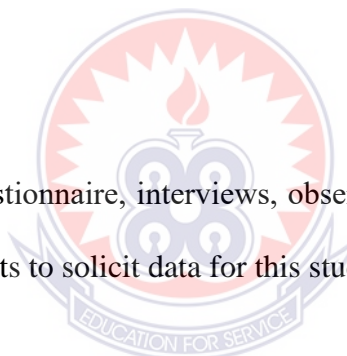 stionnaire, interviews, obse
ts to solicit data for this stu
EDUCATION FOR SERVICE